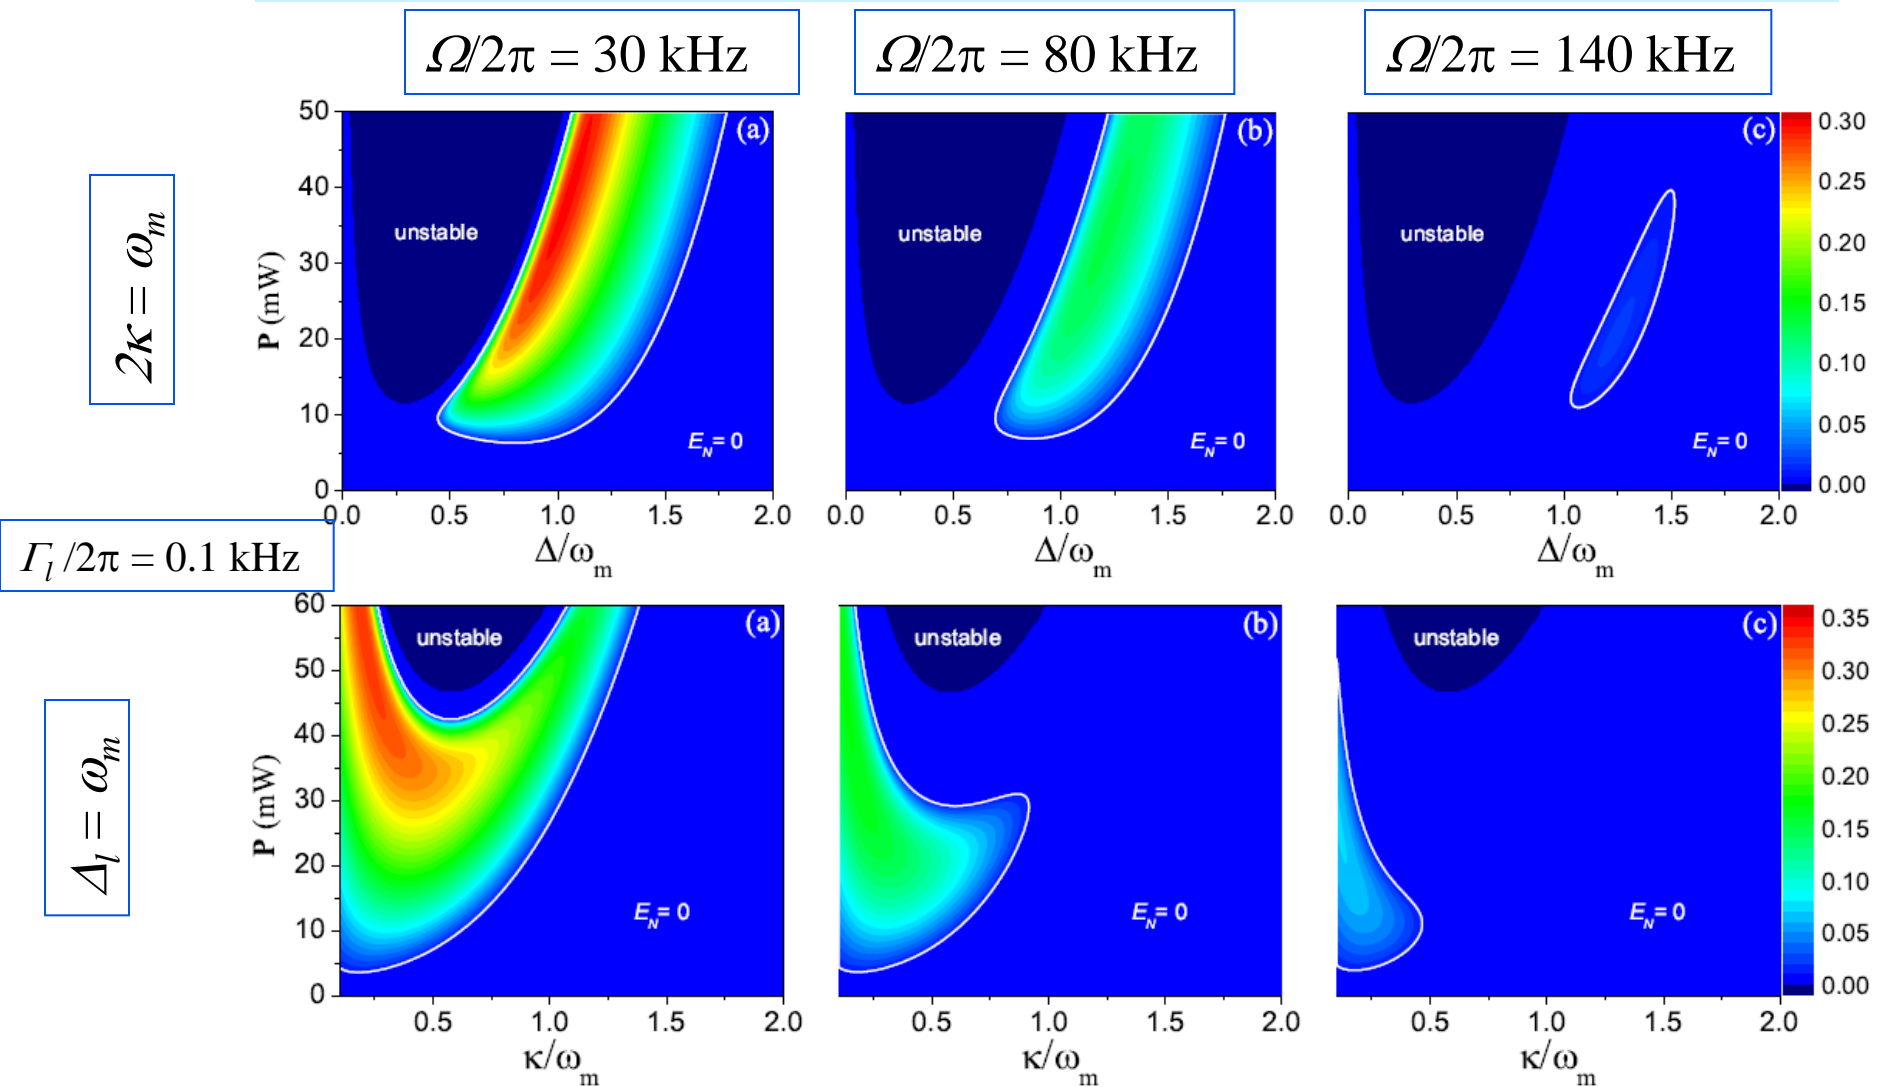 Ω/2π = 30 kHz
Ω/2π = 80 kHz
Ω/2π = 140 kHz
2κ = ω_m
P (mW)
50
40
30
20
10
0
(a)
unstable
E_N = 0
0.0 0.5 1.0 1.5 2.0
Δ/ω_m
(b)
unstable
E_N = 0
0.0 0.5 1.0 1.5 2.0
Δ/ω_m
(c)
unstable
E_N = 0
0.0 0.5 1.0 1.5 2.0
Δ/ω_m
0.30
0.25
0.20
0.15
0.10
0.05
0.00
Γ_l /2π = 0.1 kHz
Δ_l = ω_m
P (mW)
60
50
40
30
20
10
0
(a)
unstable
E_N = 0
0.5 1.0 1.5 2.0
κ/ω_m
(b)
unstable
E_N = 0
0.5 1.0 1.5 2.0
κ/ω_m
(c)
unstable
E_N = 0
0.5 1.0 1.5 2.0
κ/ω_m
0.35
0.30
0.25
0.20
0.15
0.10
0.05
0.00